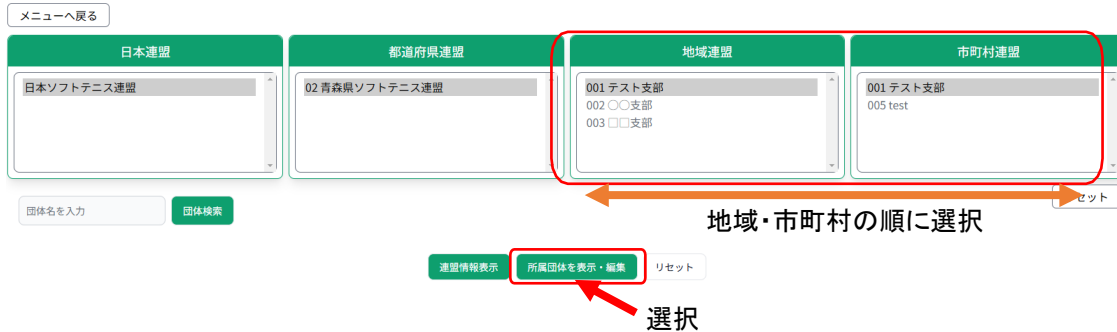 メニューへ戻る
日本連盟
都道府県連盟
地域連盟
市町村連盟
日本ソフトテニス連盟
02 青森県ソフトテニス連盟
001 テスト支部
002 〇〇支部
003 □□支部
001 テスト支部
005 test
団体名を入力
団体検索
セット
地域・市町村の順に選択
連盟情報表示
所属団体を表示・編集
リセット
選択